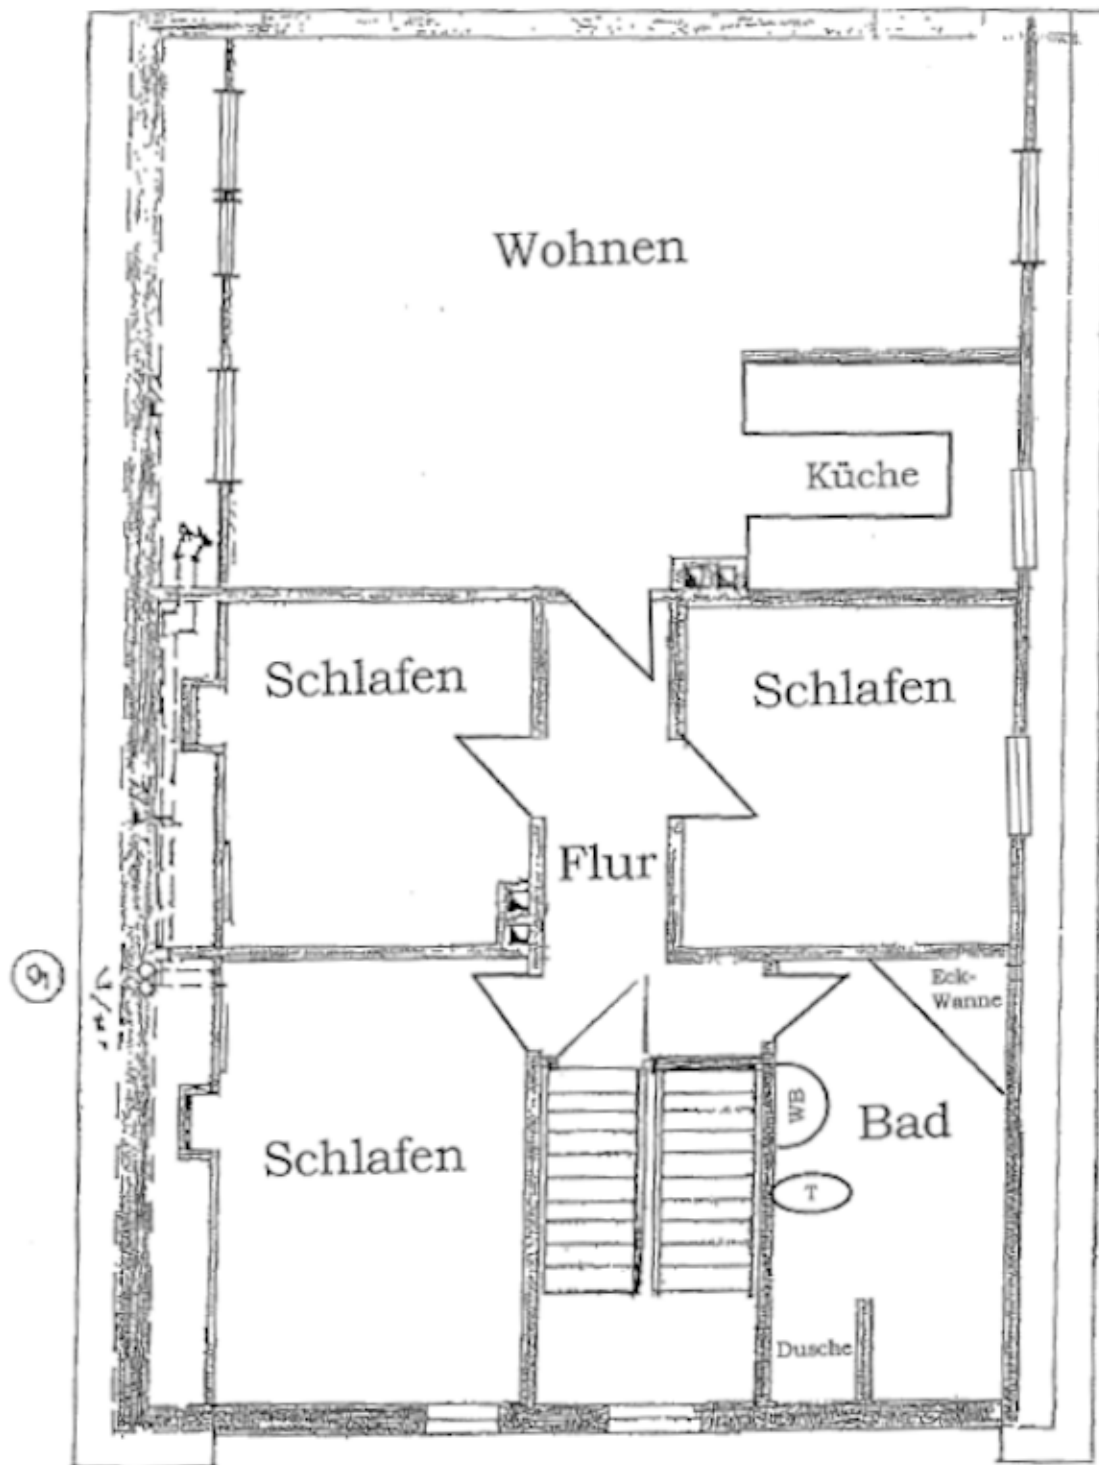 Wohnen
Küche
Schlafen
Schlafen
Flur
Eck-
Wanne
WB
Bad
Schlafen
T
Dusche